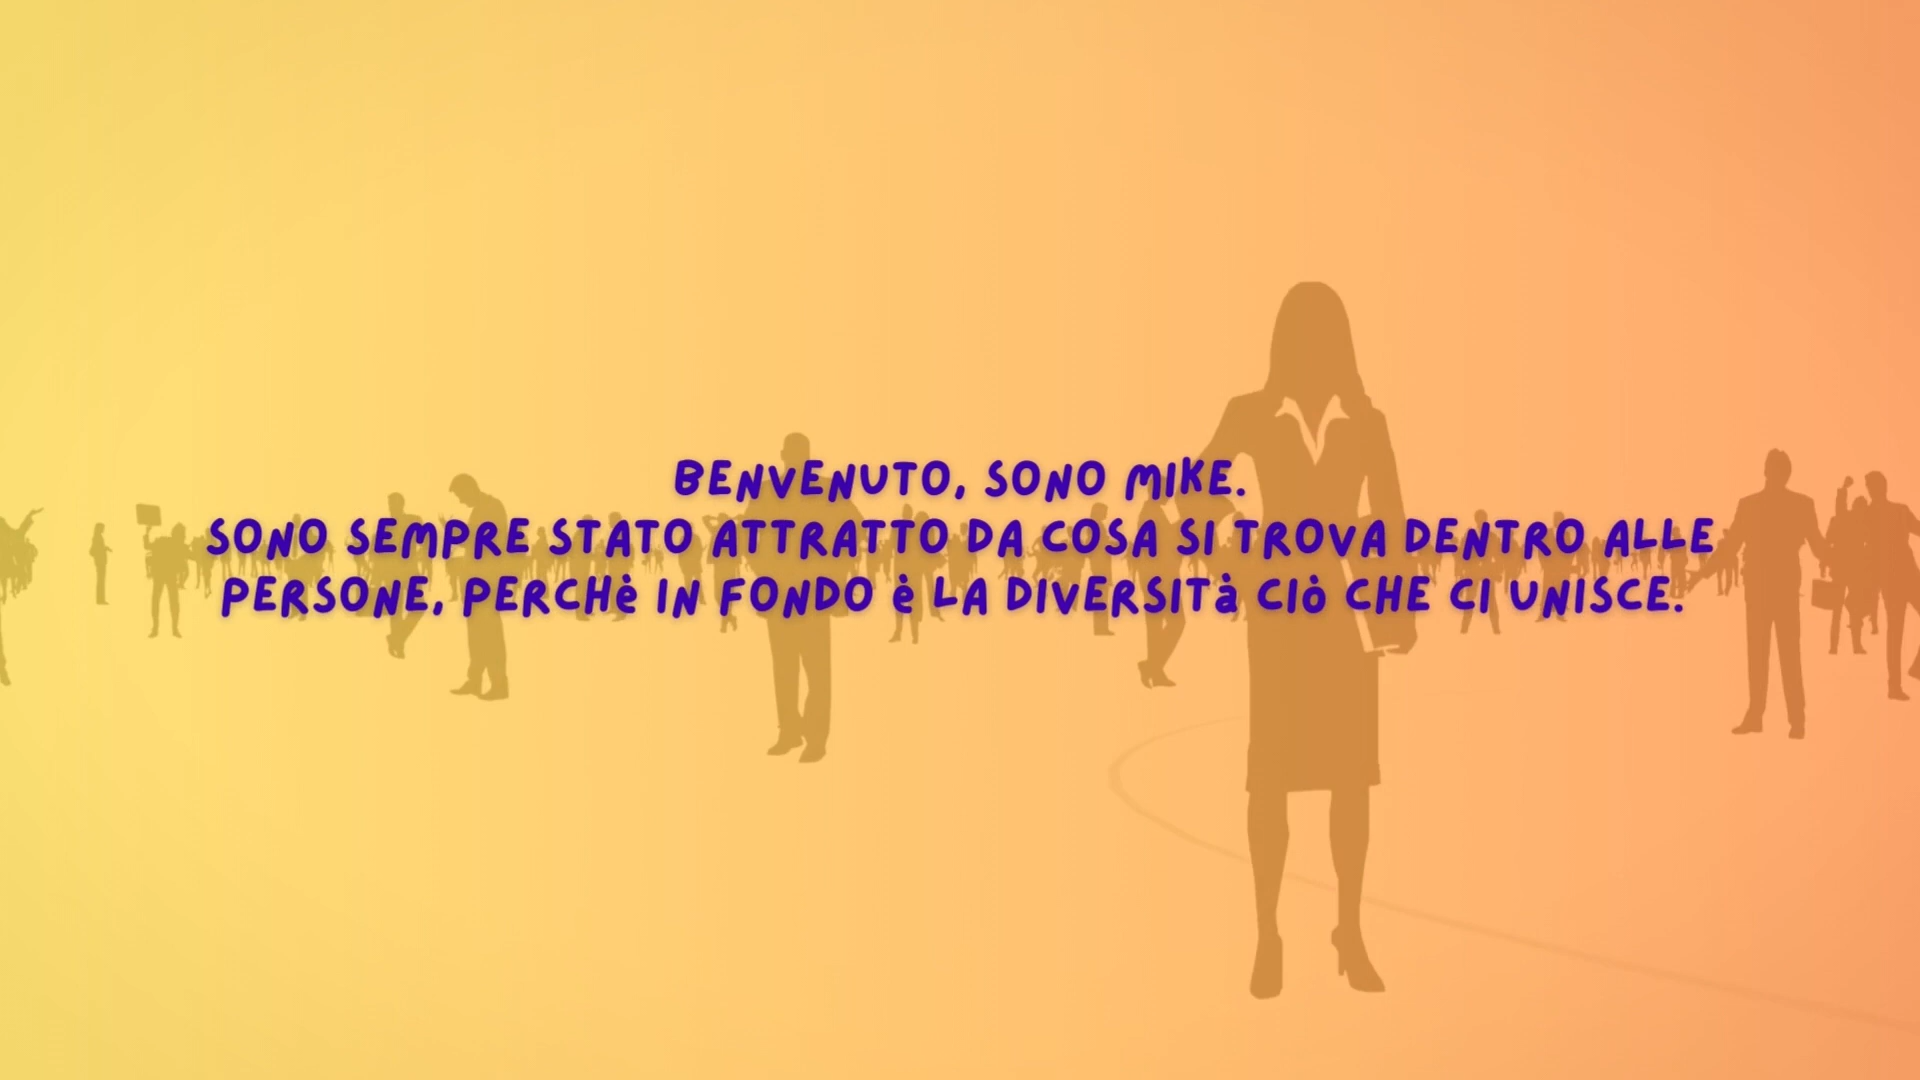 BENVENUTO, SONO MIKE.
SONO SEMPRE STATO ATTRATTO DA COSA SI TROVA DENTRO ALLE
PERSONE, PERCHè IN FONDO è LA DIVERSITà CIò CHE CI UNISCE.